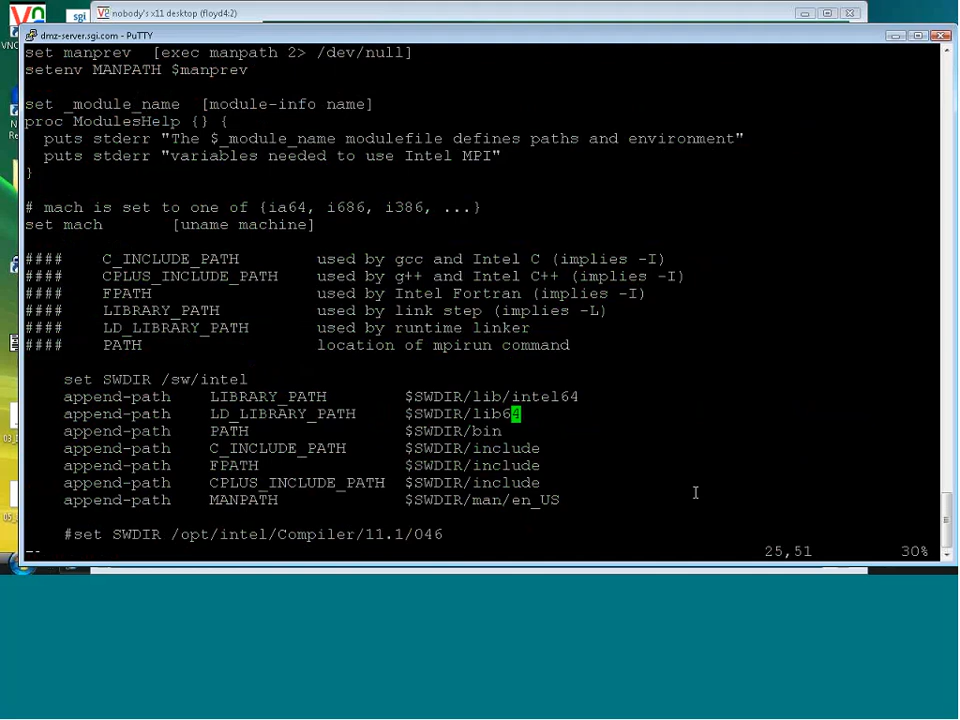 sgi
V2 nobody's x11 desktop (floyd4:2)
dmz-server.sgi.com - PuTTY
set manprev  [exec manpath 2> /dev/null]
setenv MANPATH $manprev
set _module_name  [module-info name]
proc ModulesHelp {} {
puts stderr "The $_module_name modulefile defines paths and environment"
puts stderr "variables needed to use Intel MPI"
}
# mach is set to one of {ia64, i686, i386, ...}
set mach       [uname machine]
####    C_INCLUDE_PATH        used by gcc and Intel C (implies -I)
####    CPLUS_INCLUDE_PATH    used by g++ and Intel C++ (implies -I)
####    FPATH                 used by Intel Fortran (implies -I)
####    LIBRARY_PATH          used by link step (implies -L)
####    LD_LIBRARY_PATH       used by runtime linker
####    PATH                  location of mpirun command
set SWDIR /sw/intel
append-path    LIBRARY_PATH        $SWDIR/lib/intel64
append-path    LD_LIBRARY_PATH     $SWDIR/lib64
append-path    PATH                $SWDIR/bin
append-path    C_INCLUDE_PATH      $SWDIR/include
append-path    FPATH               $SWDIR/include
append-path    CPLUS_INCLUDE_PATH  $SWDIR/include
append-path    MANPATH             $SWDIR/man/en_US
#set SWDIR /opt/intel/Compiler/11.1/046
--    25,51    30%